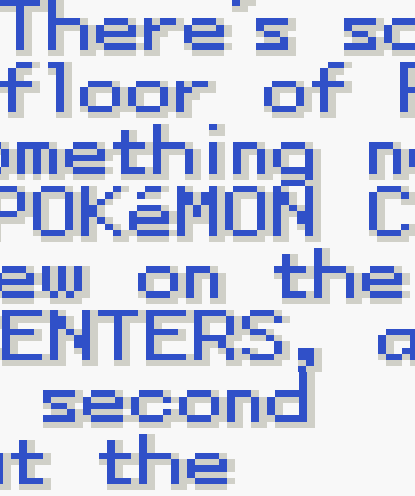 There's so
floor of
omething n
POKéMON C
ew on the
ENTERS, a
second
t the